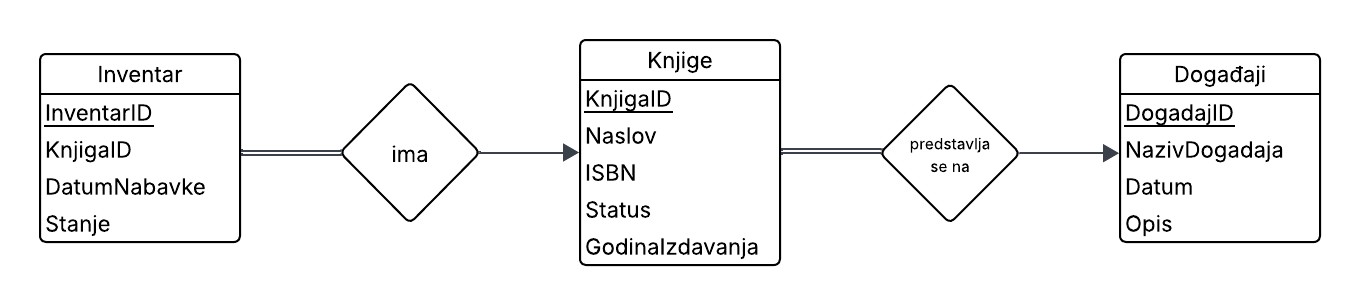 Inventar
InventarID
KnjigaID
DatumNabavke
Stanje
ima
Knjige
KnjigaID
Naslov
ISBN
Status
GodinaIzdavanja
predstavlja
se na
Događaji
DogadajID
NazivDogadaja
Datum
Opis